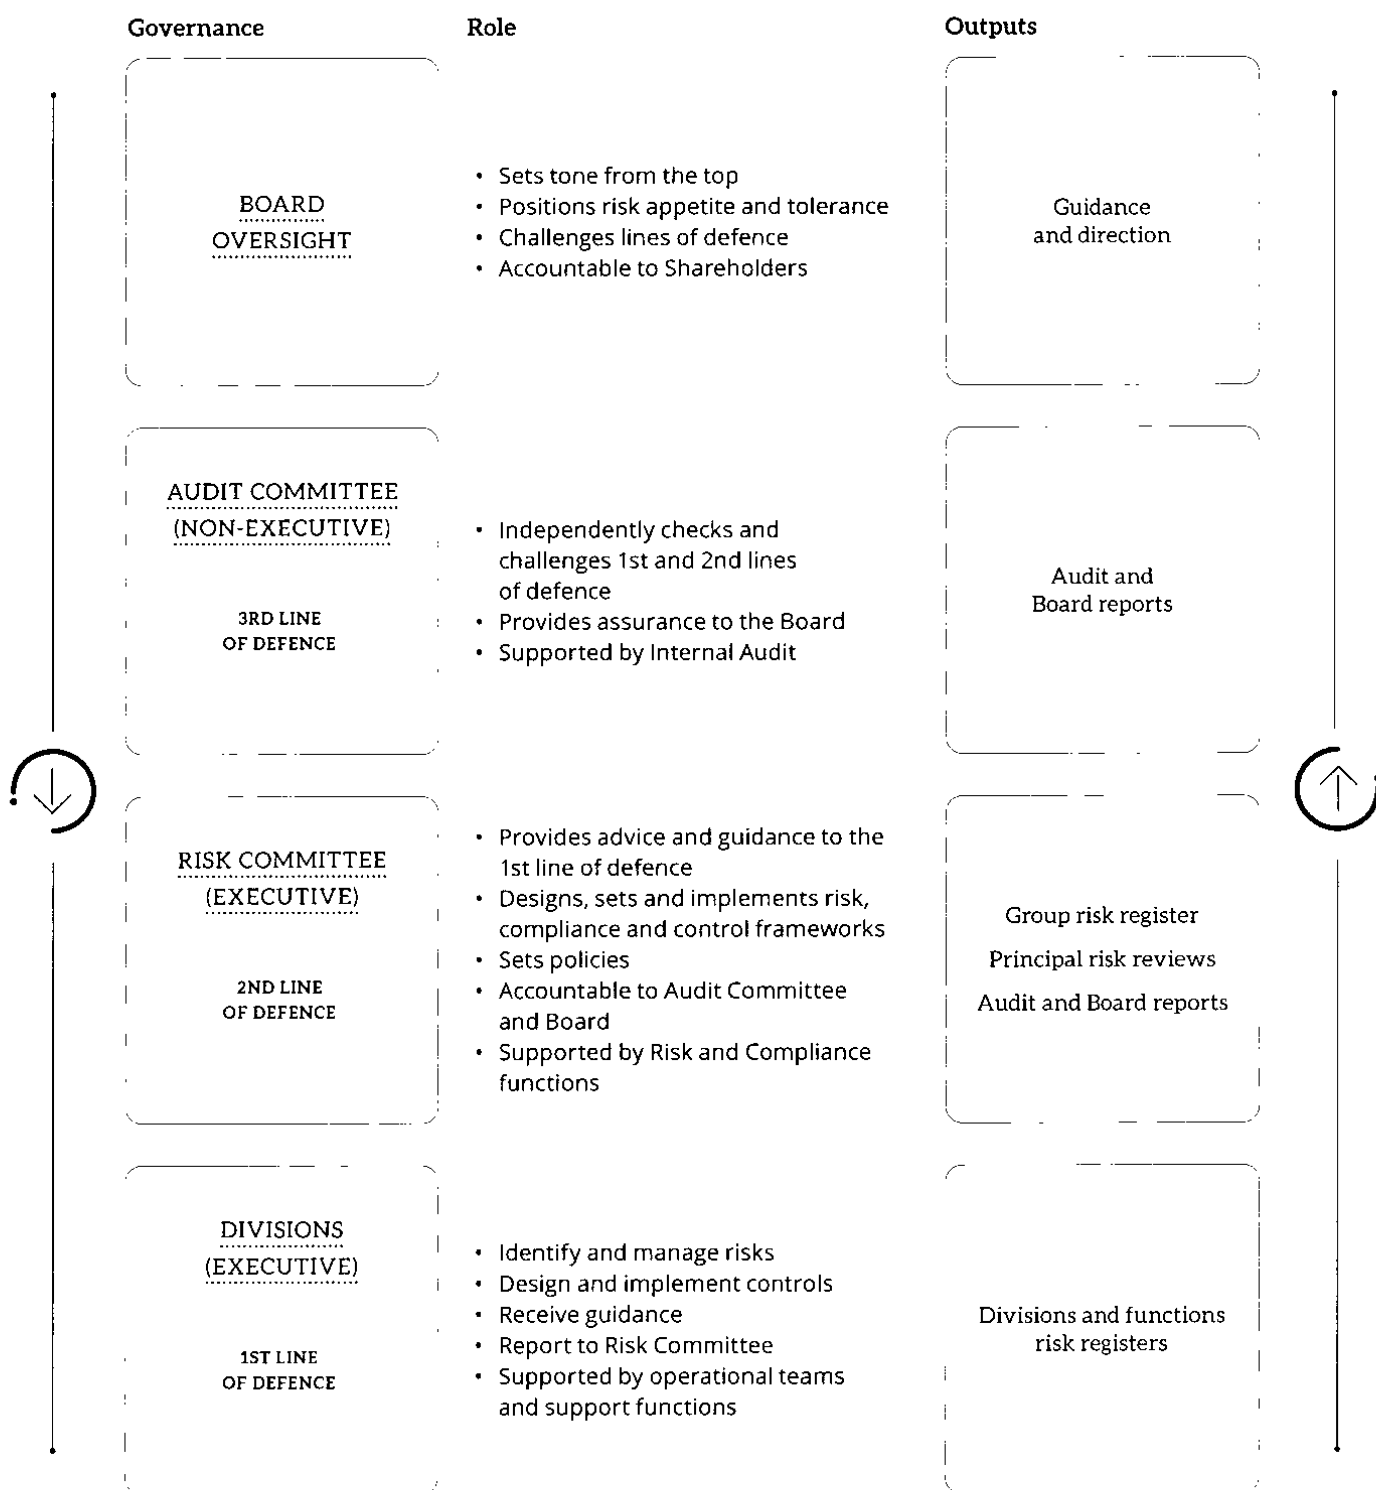 Governance
Role
Outputs
BOARD
OVERSIGHT
• Sets tone from the top
• Positions risk appetite and tolerance
• Challenges lines of defence
• Accountable to Shareholders
Guidance
and direction
AUDIT COMMITTEE
(NON-EXECUTIVE)
3RD LINE
OF DEFENCE
• Independently checks and
challenges 1st and 2nd lines
of defence
• Provides assurance to the Board
• Supported by Internal Audit
Audit and
Board reports
RISK COMMITTEE
(EXECUTIVE)
2ND LINE
OF DEFENCE
• Provides advice and guidance to the
1st line of defence
• Designs, sets and implements risk,
compliance and control frameworks
• Sets policies
• Accountable to Audit Committee
and Board
• Supported by Risk and Compliance
functions
Group risk register
Principal risk reviews
Audit and Board reports
DIVISIONS
(EXECUTIVE)
1ST LINE
OF DEFENCE
• Identify and manage risks
• Design and implement controls
• Receive guidance
• Report to Risk Committee
• Supported by operational teams
and support functions
Divisions and functions
risk registers